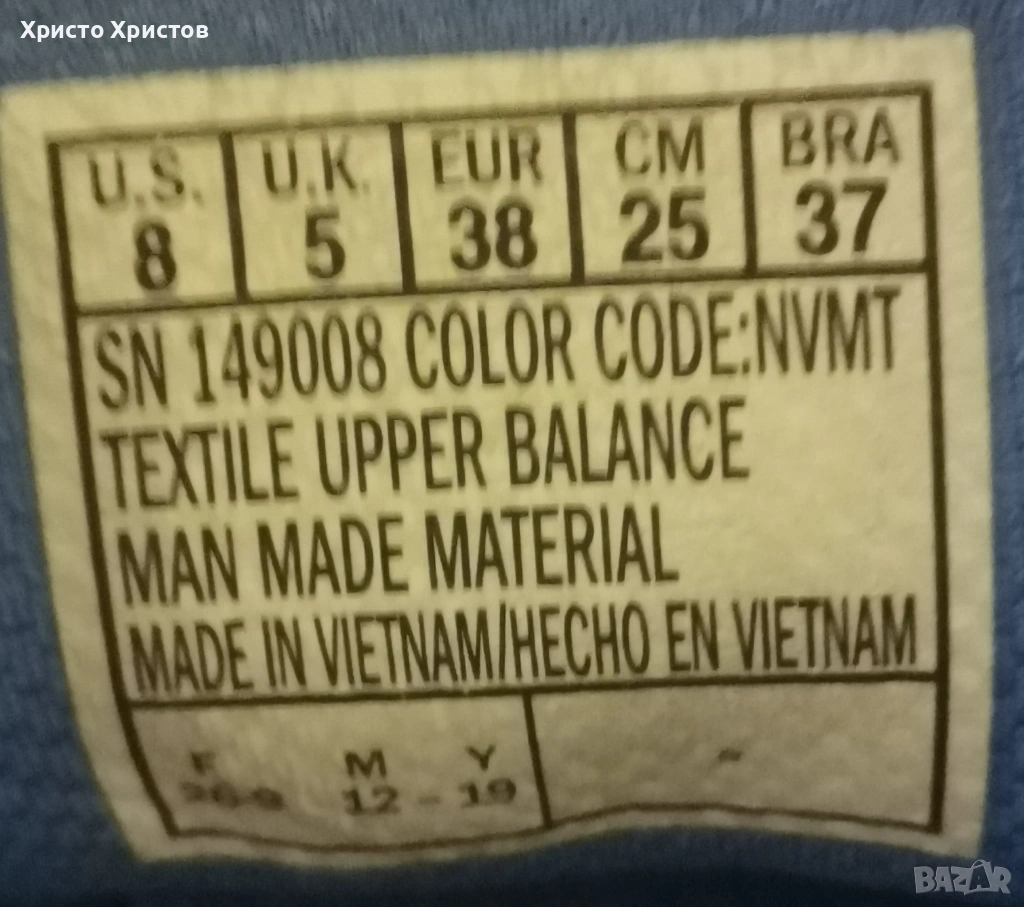 Христо Христов
U.S. U.K. EUR CM BRA
8 5 38 25 37
SN 149008 COLOR CODE:NVMT
TEXTILE UPPER BALANCE
MAN MADE MATERIAL
MADE IN VIETNAM/HECHO EN VIETNAM
F M Y
12 - 19
BAZAR